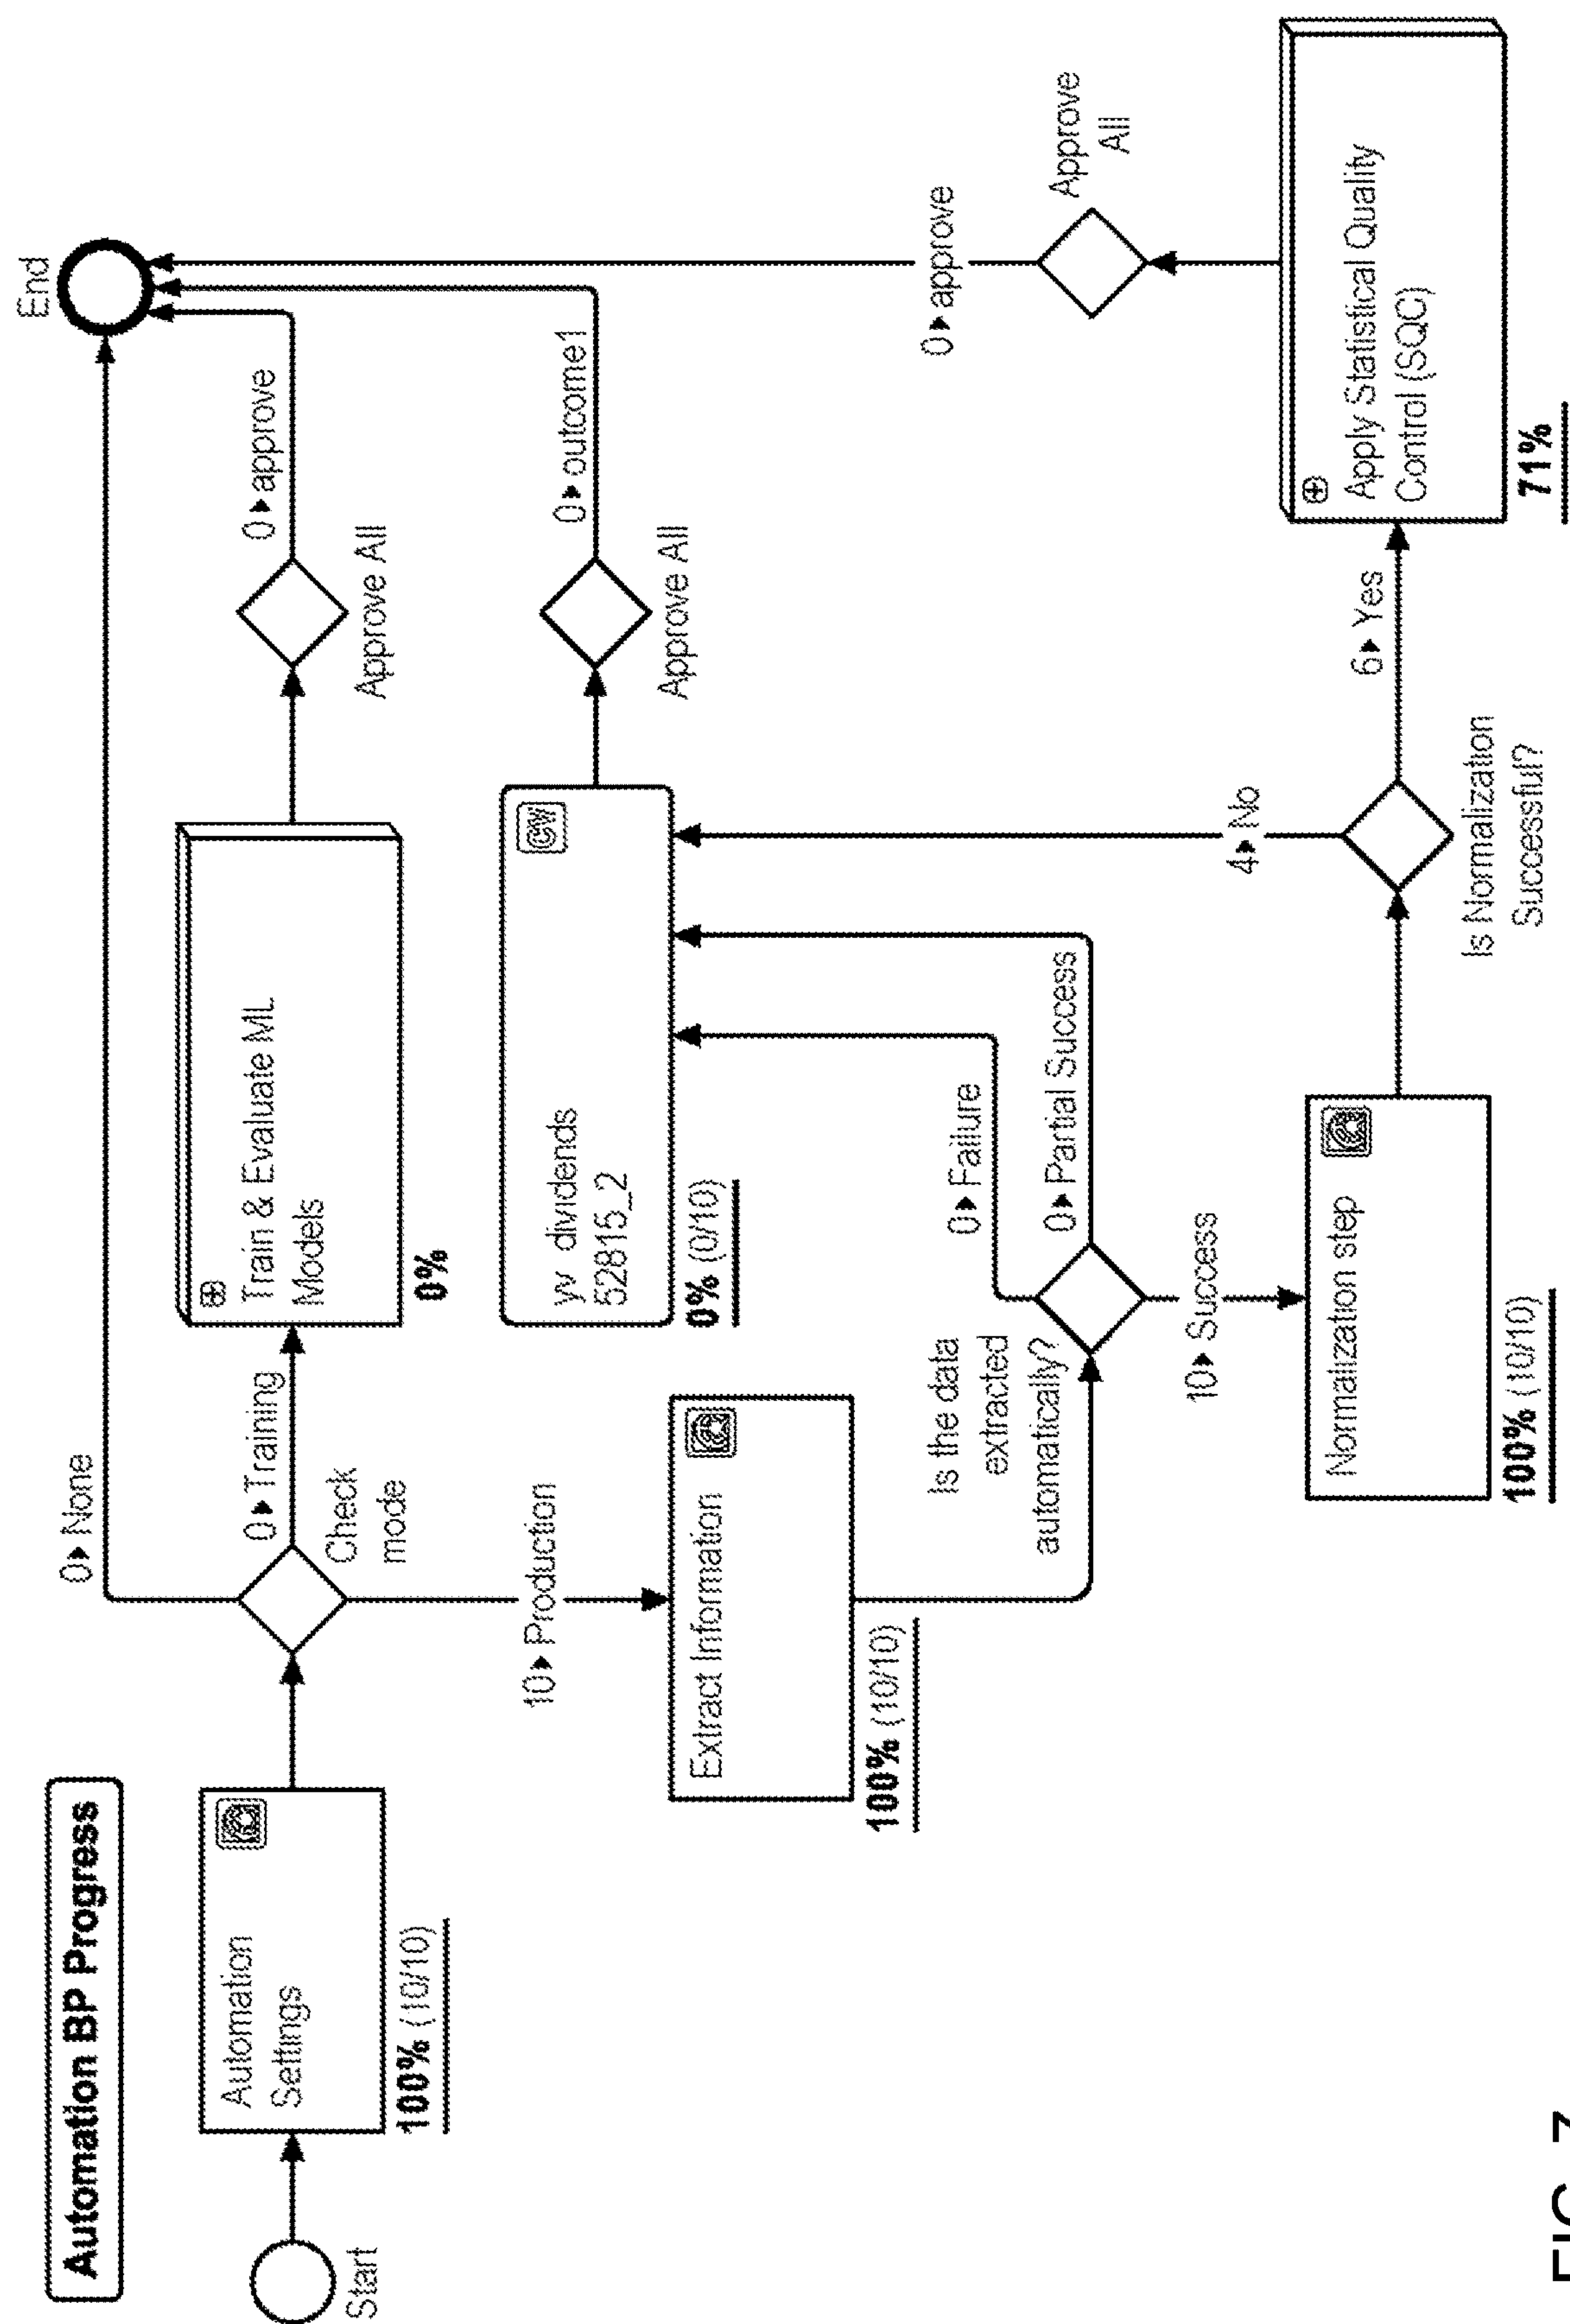 Automation BP Progress
Start
Automation
Settings
100% (10/10)
0▸ None
0▸ Training
Check
mode
10▸ Production
Train & Evaluate ML
Models
0%
Approve All
0▸ approve
End
Extract Information
100% (10/10)
yv dividends
52815_2
CW
0% (0/10)
Approve All
0▸ outcome1
Is the data
extracted
automatically?
0▸ Failure
0▸ Partial Success
10▸ Success
Normalization step
100% (10/10)
Is Normalization
Successful?
4▸ No
6▸ Yes
Apply Statistical Quality
Control (SQC)
71%
Approve
All
0▸ approve